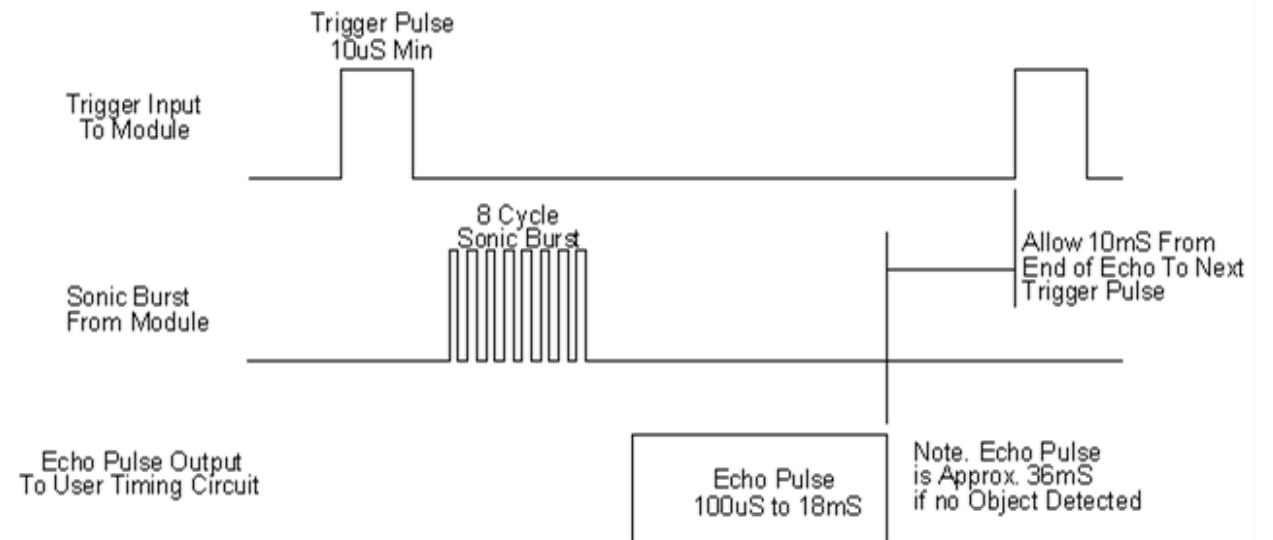 Trigger Pulse
10uS Min
Trigger Input
To Module
8 Cycle
Sonic Burst
Allow 10mS From
End of Echo To Next
Trigger Pulse
Sonic Burst
From Module
Echo Pulse Output
To User Timing Circuit
Echo Pulse
100uS to 18mS
Note. Echo Pulse
is Approx. 36mS
if no Object Detected